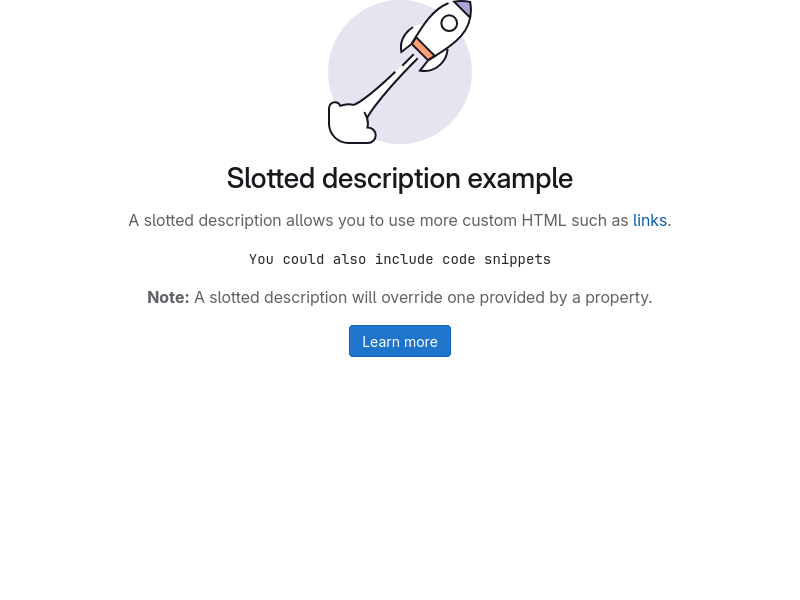 Slotted description example
A slotted description allows you to use more custom HTML such as links.
You could also include code snippets
Note: A slotted description will override one provided by a property.
Learn more